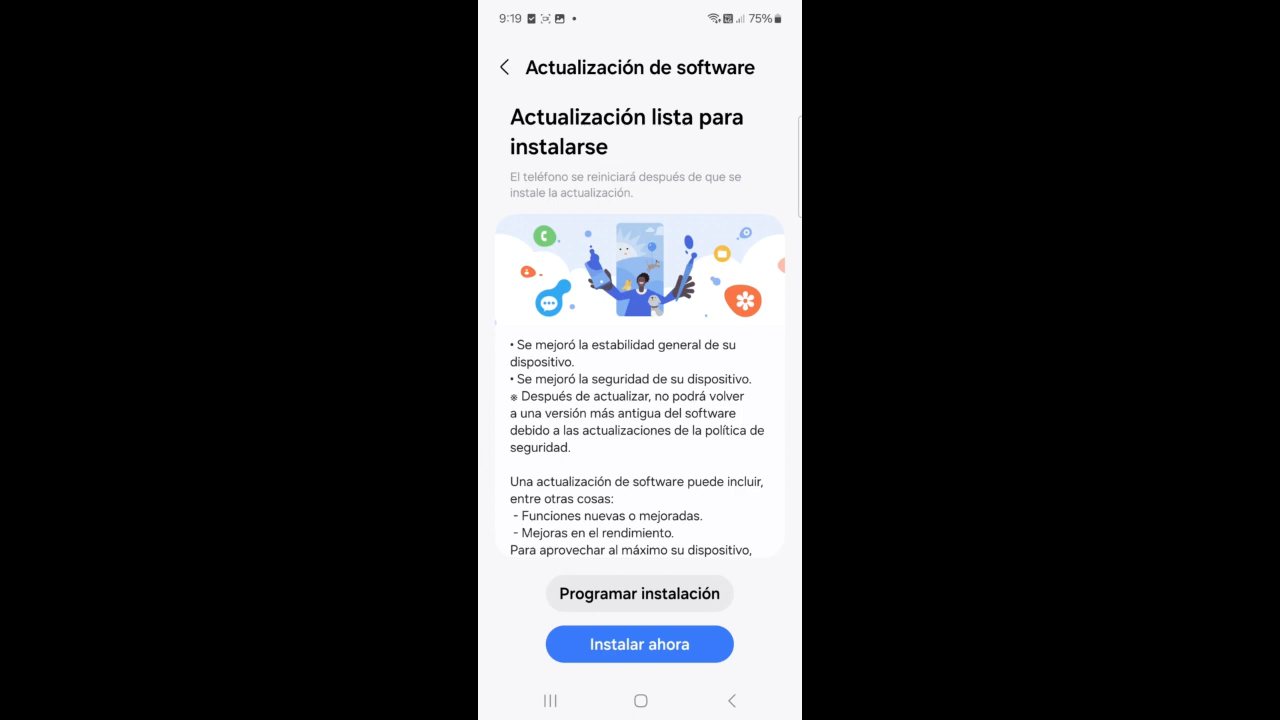 9:19
75%
Actualización de software
Actualización lista para
instalarse
El teléfono se reiniciará después de que se
instale la actualización.
• Se mejoró la estabilidad general de su
dispositivo.
• Se mejoró la seguridad de su dispositivo.
※ Después de actualizar, no podrá volver
a una versión más antigua del software
debido a las actualizaciones de la política de
seguridad.
Una actualización de software puede incluir,
entre otras cosas:
- Funciones nuevas o mejoradas.
- Mejoras en el rendimiento.
Para aprovechar al máximo su dispositivo,
Programar instalación
Instalar ahora